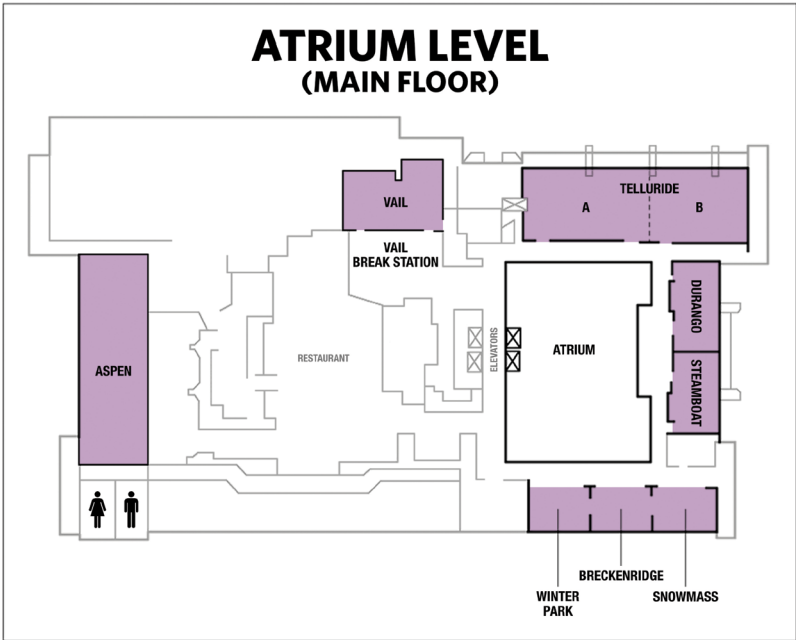 ATRIUM LEVEL
(MAIN FLOOR)
VAIL
TELLURIDE
A
B
VAIL
BREAK STATION
DURANGO
ELEVATORS
ATRIUM
RESTAURANT
ASPEN
STEAMBOAT
BRECKENRIDGE
WINTER
PARK
SNOWMASS